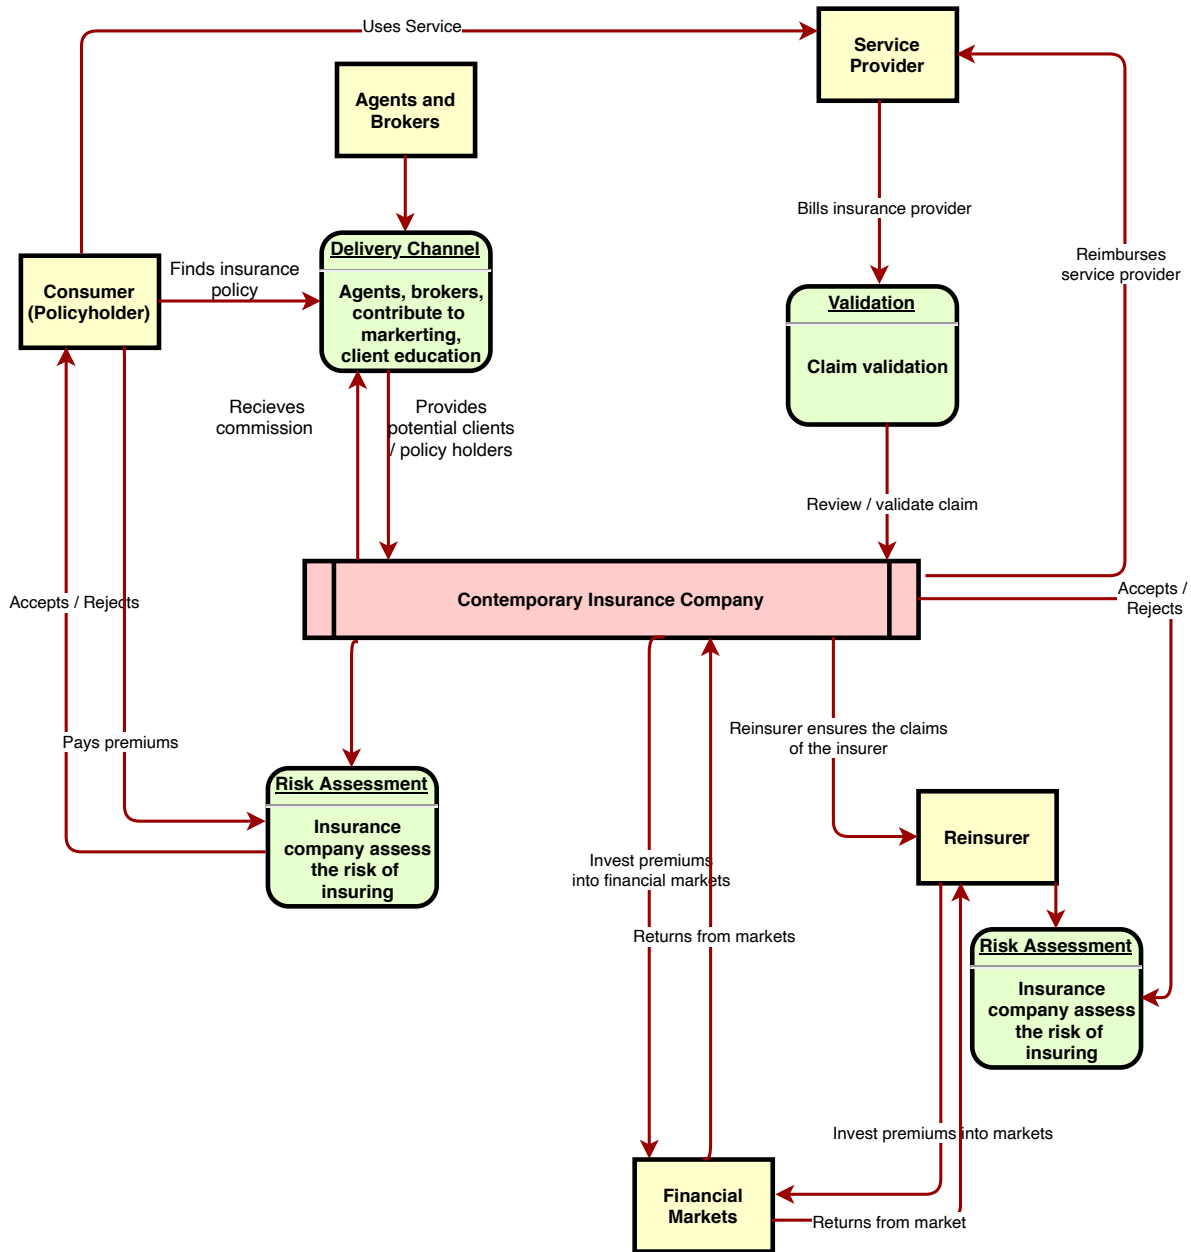 Uses Service
Service
Provider
Agents and
Brokers
Bills insurance provider
Delivery Channel
Agents, brokers,
contribute to
markerting,
client education
Reimburses
service provider
Finds insurance
policy
Consumer
(Policyholder)
Validation
Claim validation
Recieves
commission
Provides
potential clients
/ policy holders
Review / validate claim
Contemporary Insurance Company
Accepts / Rejects
Accepts /
Rejects
Pays premiums
Reinsurer ensures the claims
of the insurer
Risk Assessment
Insurance
company assess
the risk of
insuring
Reinsurer
Invest premiums
into financial markets
Returns from markets
Risk Assessment
Insurance
company assess
the risk of
insuring
Invest premiums into markets
Financial
Markets
Returns from market